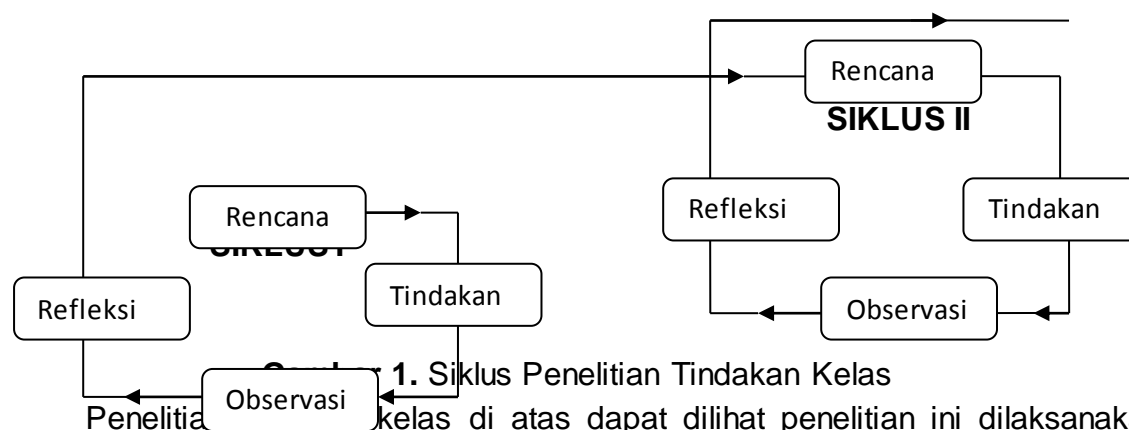 Rencana
SIKLUS II
Refleksi
Tindakan
Observasi
Rencana
Refleksi
Tindakan
Observasi
1. Siklus Penelitian Tindakan Kelas
kelas di atas dapat dilihat penelitian ini